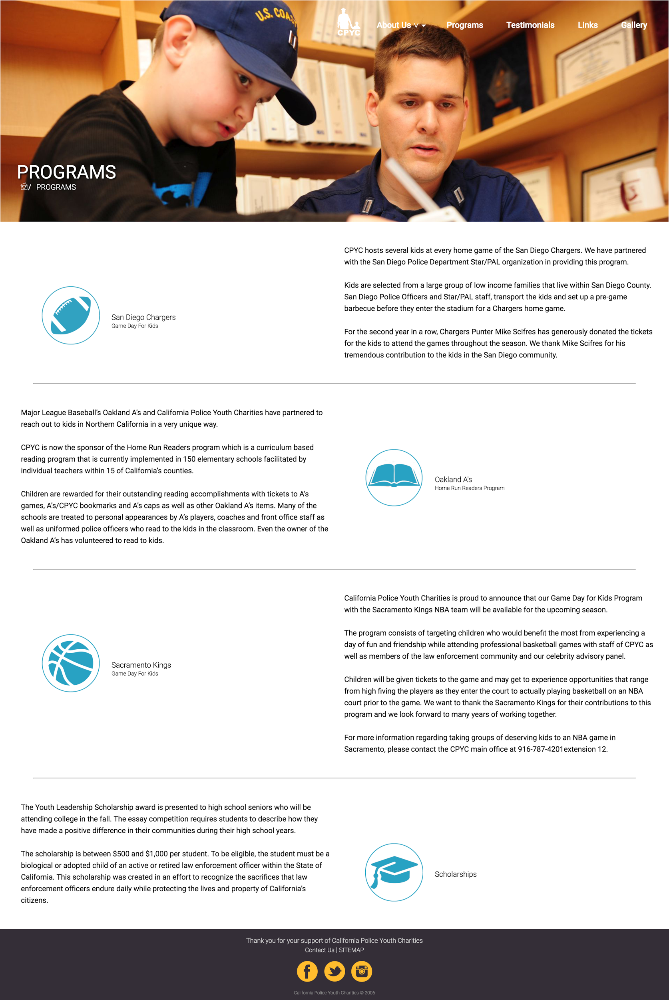 U.S. COAS
CPYC
About Us ∨
Programs
Testimonials
Links
Gallery
PROGRAMS
/ PROGRAMS
CPYC hosts several kids at every home game of the San Diego Chargers. We have partnered
with the San Diego Police Department Star/PAL organization in providing this program.
Kids are selected from a large group of low income families that live within San Diego County.
San Diego Police Officers and Star/PAL staff, transport the kids and set up a pre-game
barbecue before they enter the stadium for a Chargers home game.
For the second year in a row, Chargers Punter Mike Scifres has generously donated the tickets
for the kids to attend the games throughout the season. We thank Mike Scifres for his
tremendous contribution to the kids in the San Diego community.
San Diego Chargers
Game Day For Kids
Major League Baseball’s Oakland A’s and California Police Youth Charities have partnered to
reach out to kids in Northern California in a very unique way.
CPYC is now the sponsor of the Home Run Readers program which is a curriculum based
reading program that is currently implemented in 150 elementary schools facilitated by
individual teachers within 15 of California’s counties.
Children are rewarded for their outstanding reading accomplishments with tickets to A’s
games, A’s/CPYC bookmarks and A’s caps as well as other Oakland A’s items. Many of the
schools are treated to personal appearances by A’s players, coaches and front office staff as
well as uniformed police officers who read to the kids in the classroom. Even the owner of the
Oakland A’s has volunteered to read to kids.
Oakland A's
Home Run Readers Program
California Police Youth Charities is proud to announce that our Game Day for Kids Program
with the Sacramento Kings NBA team will be available for the upcoming season.
The program consists of targeting children who would benefit the most from experiencing a
day of fun and friendship while attending professional basketball games with staff of CPYC as
well as members of the law enforcement community and our celebrity advisory panel.
Children will be given tickets to the game and may get to experience opportunities that range
from high fiving the players as they enter the court to actually playing basketball on an NBA
court prior to the game. We want to thank the Sacramento Kings for their contributions to this
program and we look forward to many years of working together.
For more information regarding taking groups of deserving kids to an NBA game in
Sacramento, please contact the CPYC main office at 916-787-4201extension 12.
Sacramento Kings
Game Day For Kids
The Youth Leadership Scholarship award is presented to high school seniors who will be
attending college in the fall. The essay competition requires students to describe how they
have made a positive difference in their communities during their high school years.
The scholarship is between $500 and $1,000 per student. To be eligible, the student must be a
biological or adopted child of an active or retired law enforcement officer within the State of
California. This scholarship was created in an effort to recognize the sacrifices that law
enforcement officers endure daily while protecting the lives and property of California’s
citizens.
Scholarships
Thank you for your support of California Police Youth Charities
Contact Us | SITEMAP
California Police Youth Charities © 2006